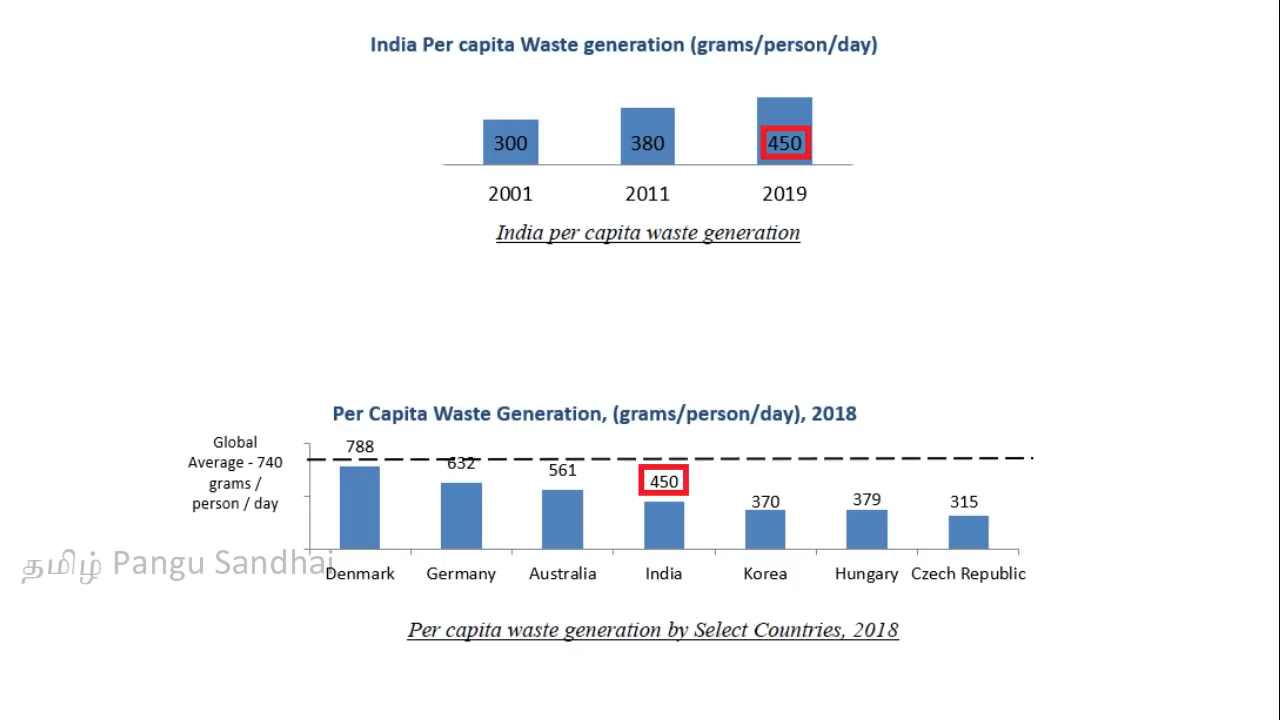 India Per capita Waste generation (grams/person/day)
300 380 450
2001 2011 2019
India per capita waste generation
Per Capita Waste Generation, (grams/person/day), 2018
Global
Average - 740
grams /
person / day
788 632 561 450 370 379 315
தமிழ் Pangu Sandhai
Denmark Germany Australia India Korea Hungary Czech Republic
Per capita waste generation by Select Countries, 2018